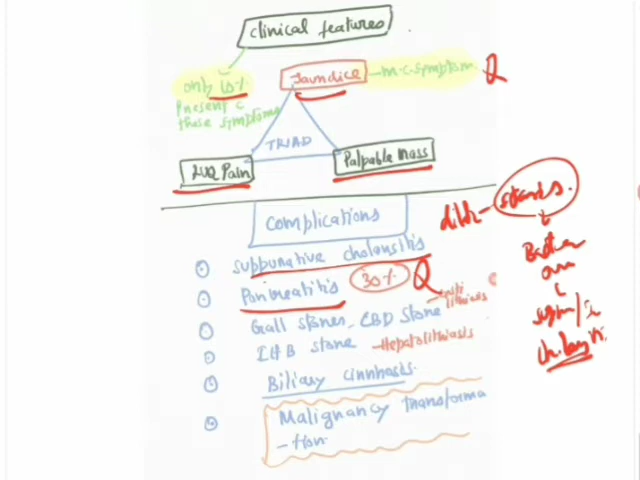 Clinical features
only 10%
Jaundice - m.c. symptom Q
Present c
these symptoms
TRIAD
RUQ Pain
Palpable mass
Complications
Stones.
Suppurative cholangitis
Pancreatitis 30% Q
Gall stones, CBD stone
IHB stone - Hepatolithiasis
Biliary cirrhosis
Malignancy transforma
-tion